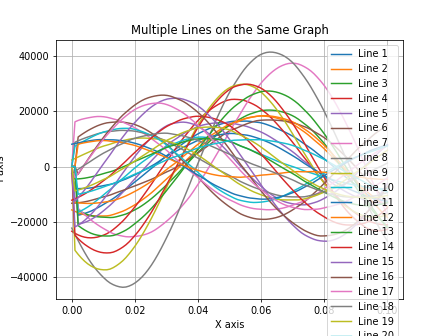 Multiple Lines on the Same Graph
40000
20000
0
−20000
−40000
0.00
0.02
0.04
0.06
0.08
X axis
axis
Line 1
Line 2
Line 3
Line 4
Line 5
Line 6
Line 7
Line 8
Line 9
Line 10
Line 11
Line 12
Line 13
Line 14
Line 15
Line 16
Line 17
Line 18
Line 19
Line 20